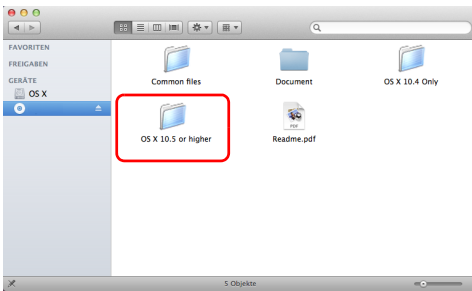 FAVORITEN
FREIGABEN
GERÄTE
OS X
Common files
Document
OS X 10.4 Only
OS X 10.5 or higher
PDF
Readme.pdf
5 Objekte